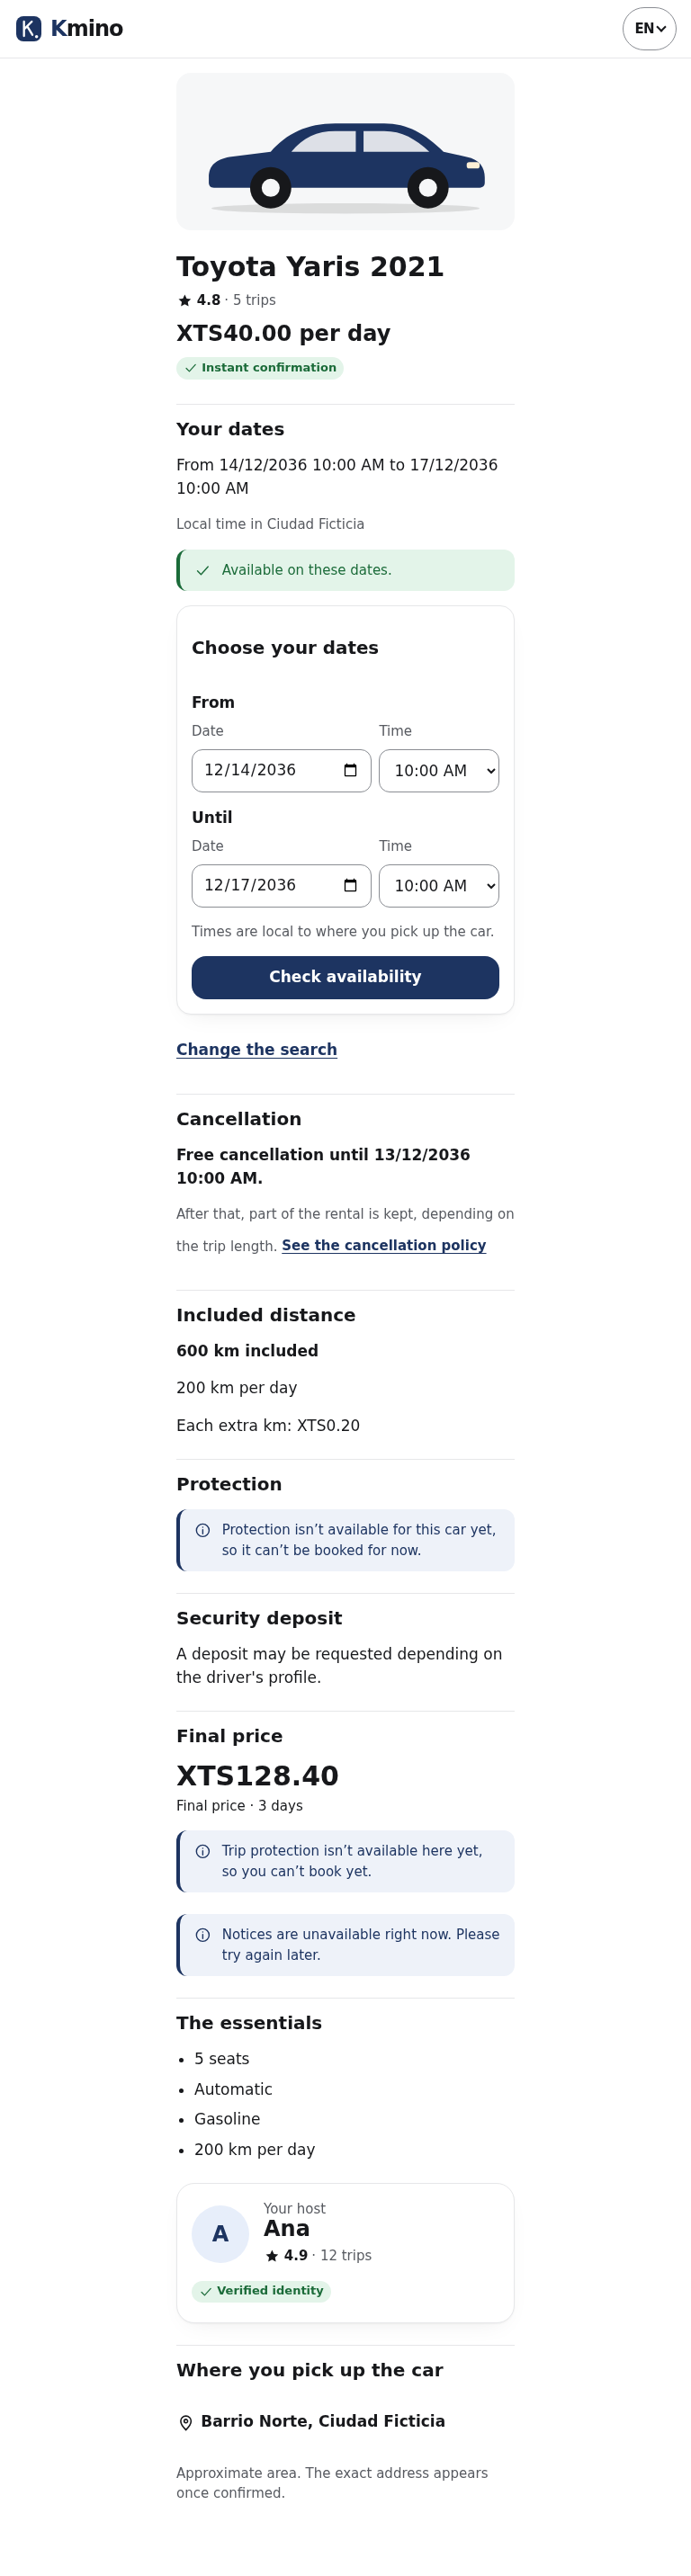 K.
Kmino
EN
Toyota Yaris 2021
4.8 · 5 trips
XTS40.00 per day
Instant confirmation
Your dates
From 14/12/2036 10:00 AM to 17/12/2036
10:00 AM
Local time in Ciudad Ficticia
Available on these dates.
Choose your dates
From
Date
Time
12/14/2036
10:00 AM
Until
Date
Time
12/17/2036
10:00 AM
Times are local to where you pick up the car.
Check availability
Change the search
Cancellation
Free cancellation until 13/12/2036
10:00 AM.
After that, part of the rental is kept, depending on
the trip length. See the cancellation policy
Included distance
600 km included
200 km per day
Each extra km: XTS0.20
Protection
Protection isn’t available for this car yet,
so it can’t be booked for now.
Security deposit
A deposit may be requested depending on
the driver's profile.
Final price
XTS128.40
Final price · 3 days
Trip protection isn’t available here yet,
so you can’t book yet.
Notices are unavailable right now. Please
try again later.
The essentials
• 5 seats
• Automatic
• Gasoline
• 200 km per day
A
Your host
Ana
4.9 · 12 trips
Verified identity
Where you pick up the car
Barrio Norte, Ciudad Ficticia
Approximate area. The exact address appears
once confirmed.